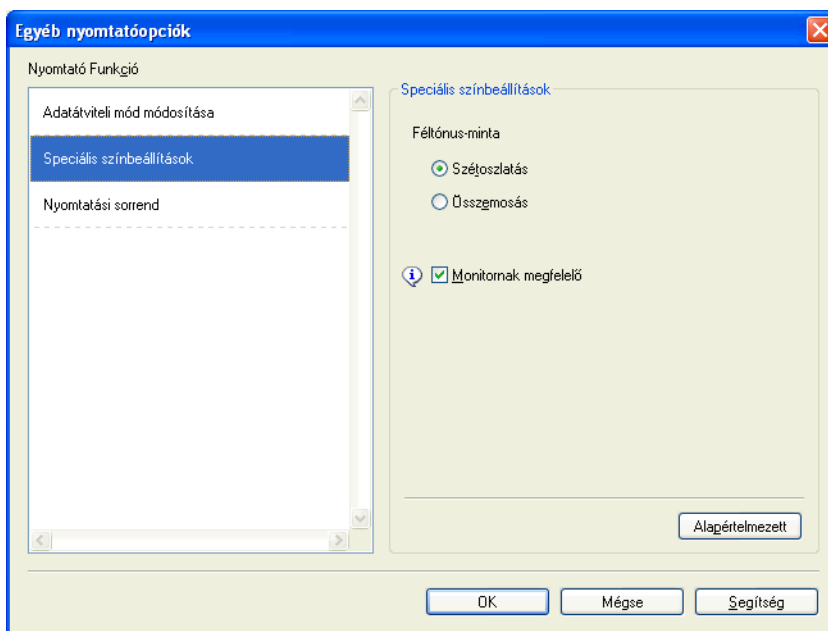 Egyéb nyomtatóopciók
Nyomtató Funkció
Adatátviteli mód módosítása
Speciális színbeállítások
Nyomtatási sorrend
Speciális színbeállítások
Féltónus-minta
Szétoszlatás
Összemosás
Monitornak megfelelő
Alapértelmezett
OK
Mégse
Segítség